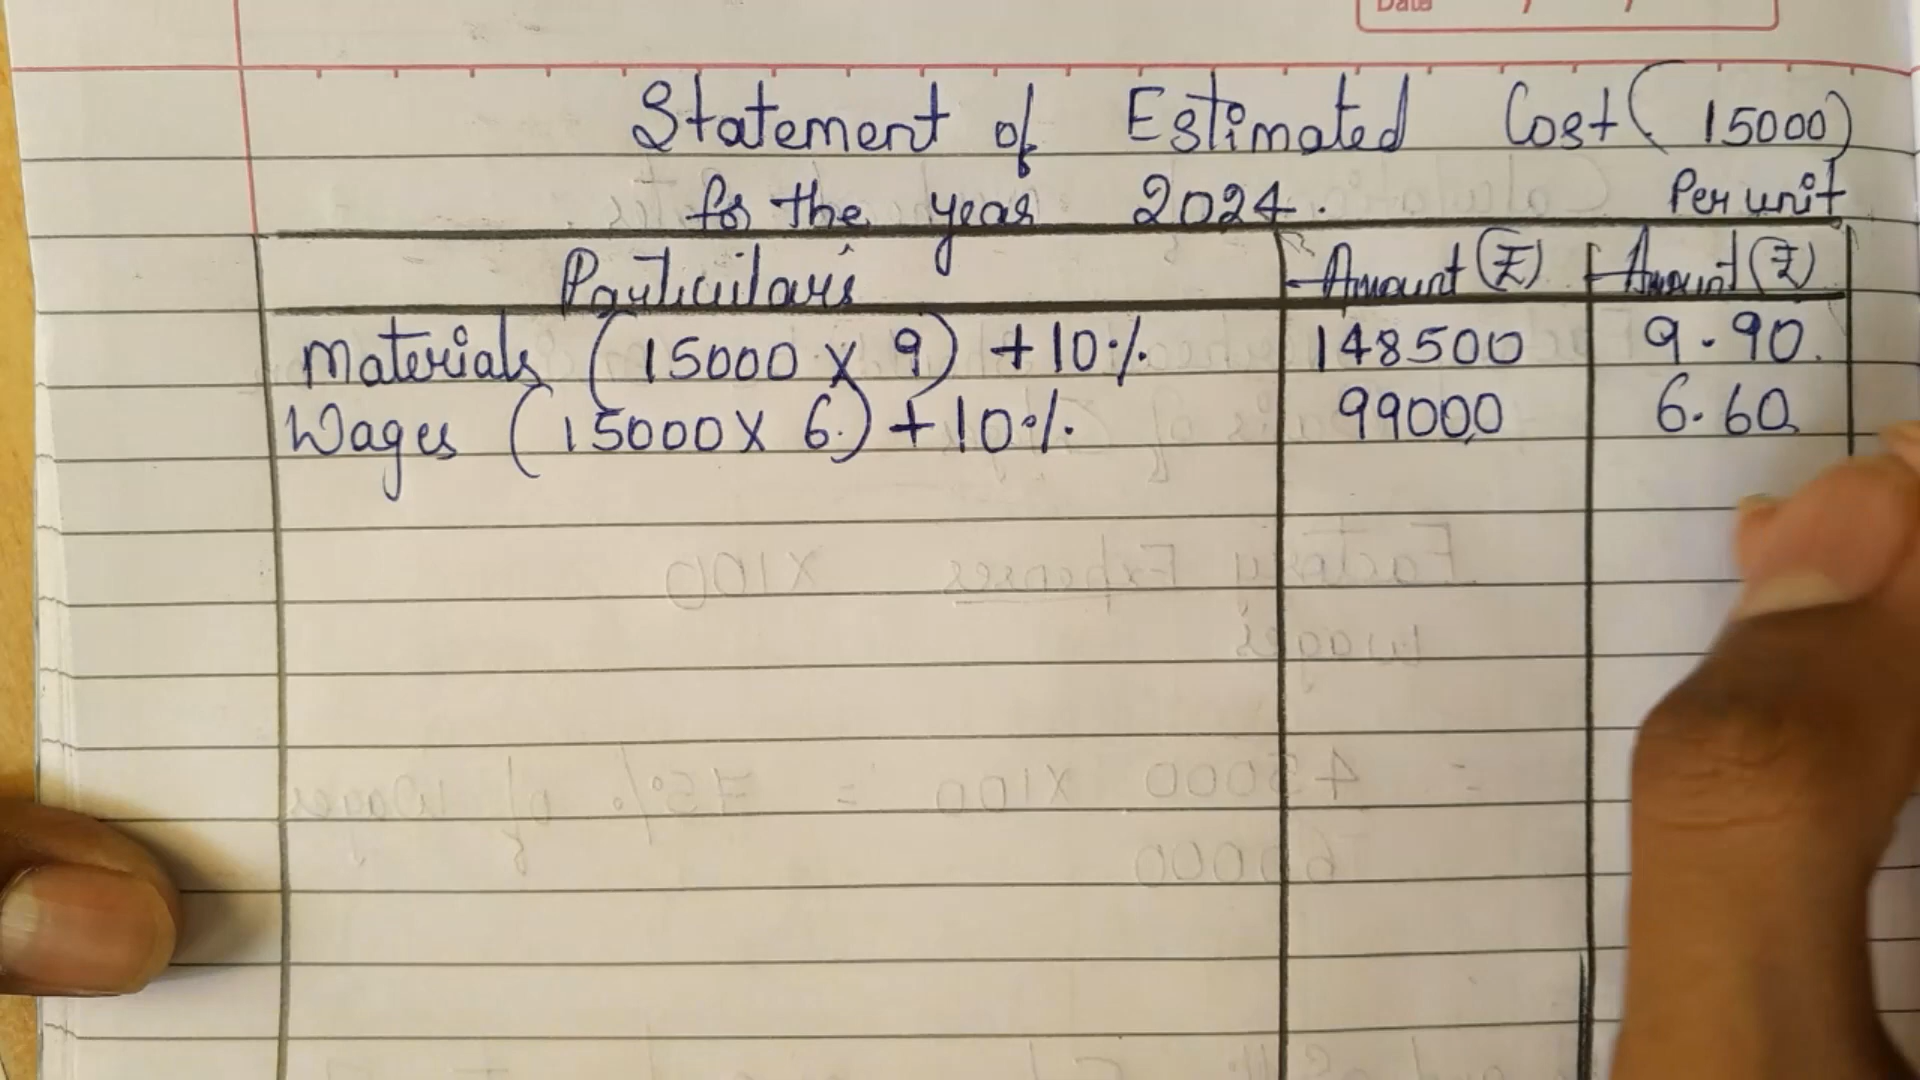 Date / /
Statement of Estimated Cost (15000)
for the year 2024. Per unit
Particulars Amount (₹) Amount (₹)
Materials (15000 X 9) + 10% 148500 9.90
Wages (15000 X 6) + 10% 99000 6.60